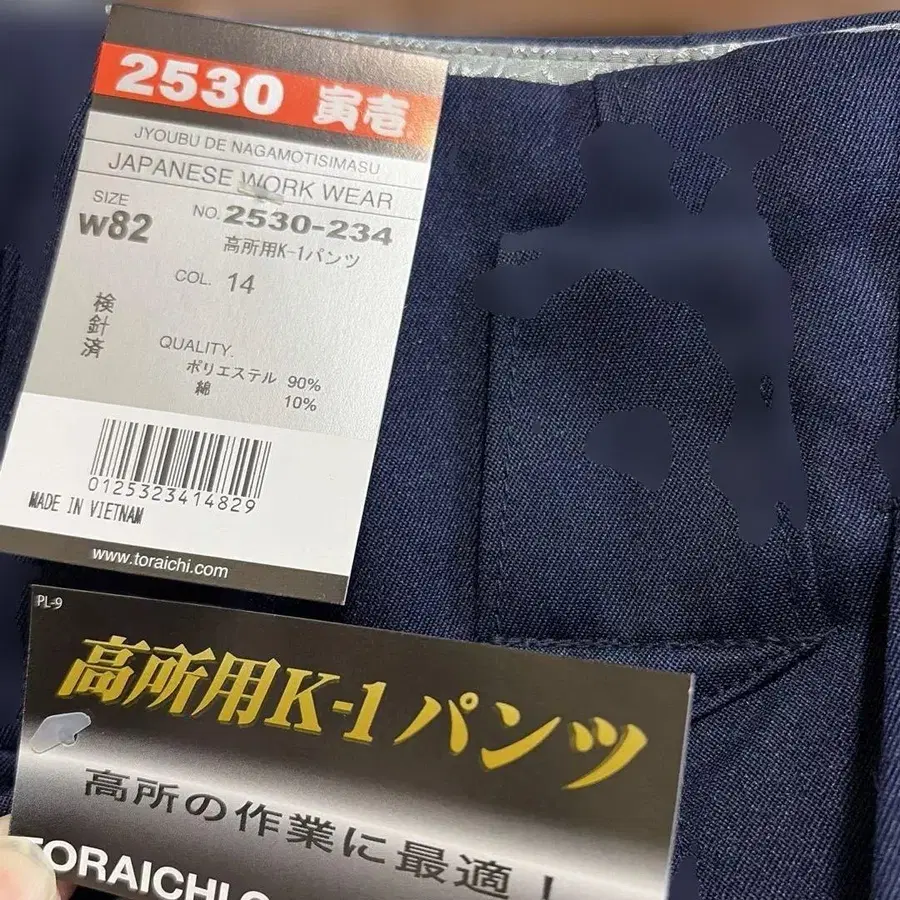 2530 寅壱
JYOUBU DE NAGAMOTISIMASU
JAPANESE WORK WEAR
SIZE
W82
NO. 2530-234
高所用K-1パンツ
COL. 14
検針済
QUALITY.
ポリエステル 90%
綿 10%
0125323414829
MADE IN VIETNAM
www.toraichi.com
PL-9
高所用K-1パンツ
高所の作業に最適!
TORAICHI